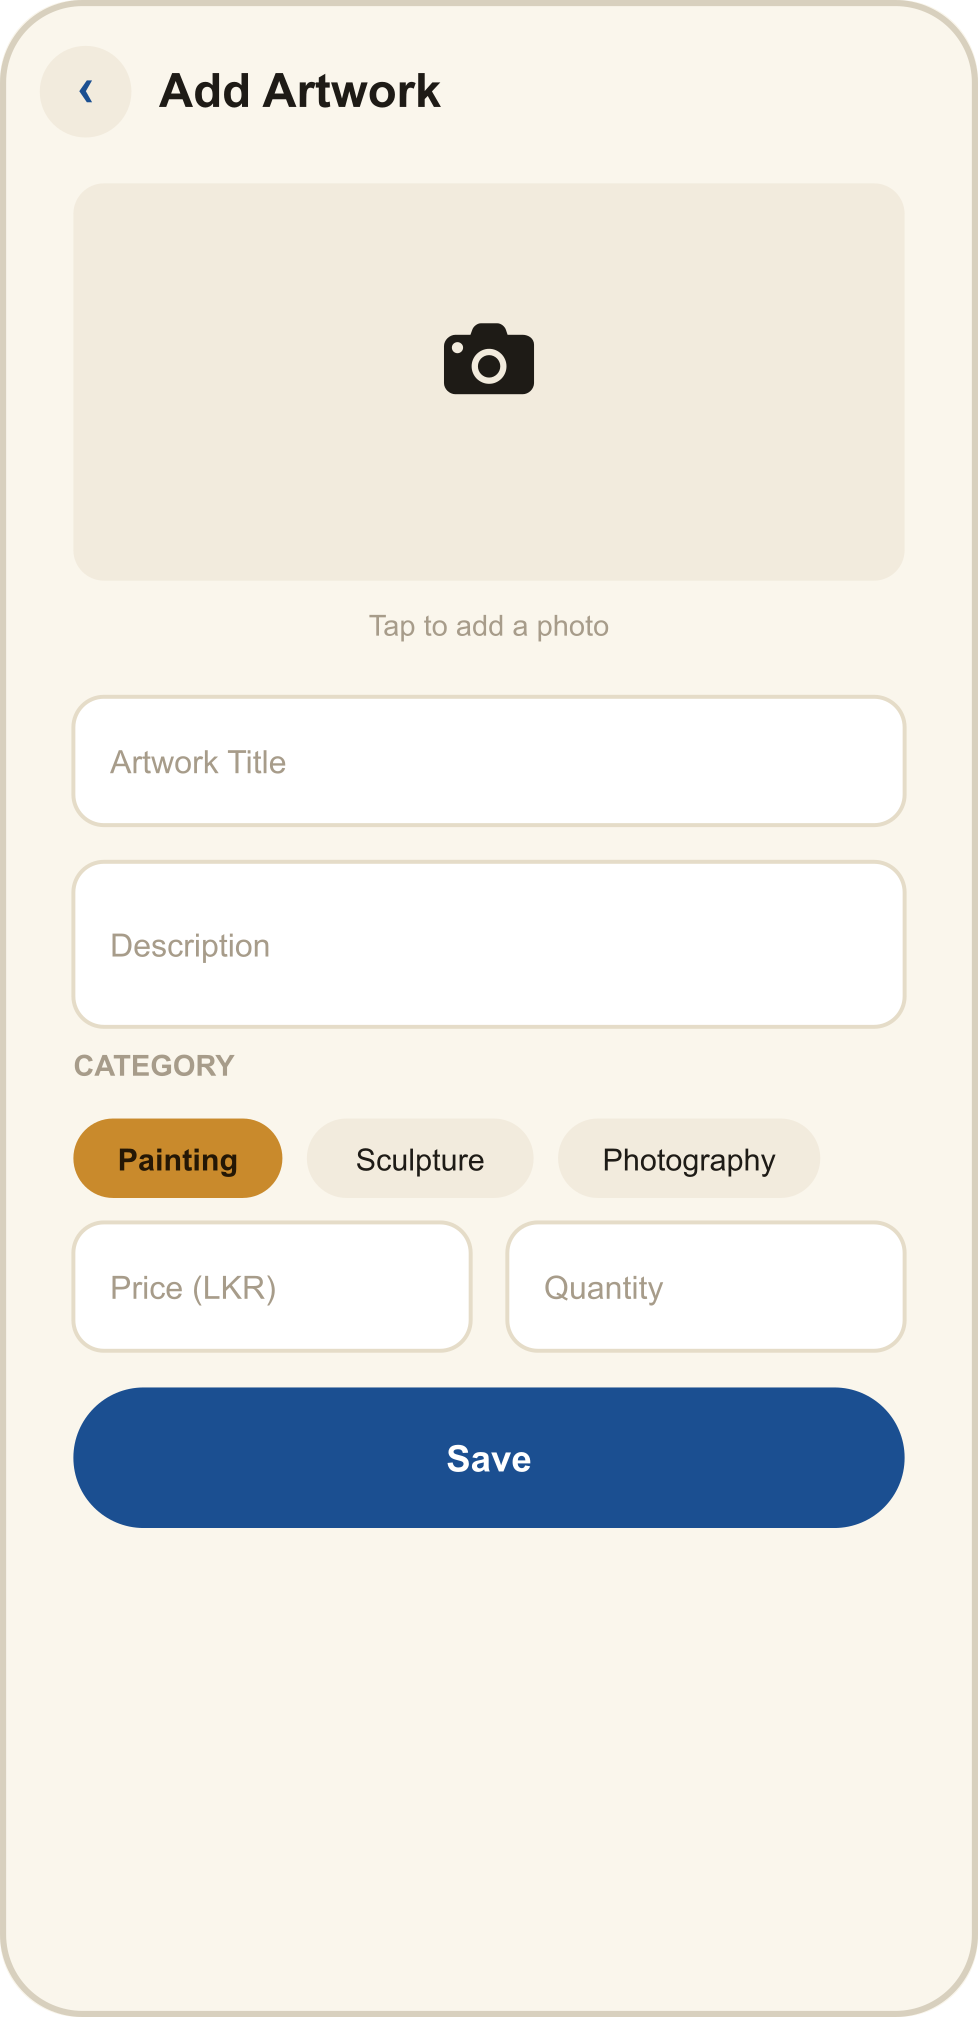 ‹ Add Artwork
Tap to add a photo
Artwork Title
Description
CATEGORY
Painting Sculpture Photography
Price (LKR) Quantity
Save